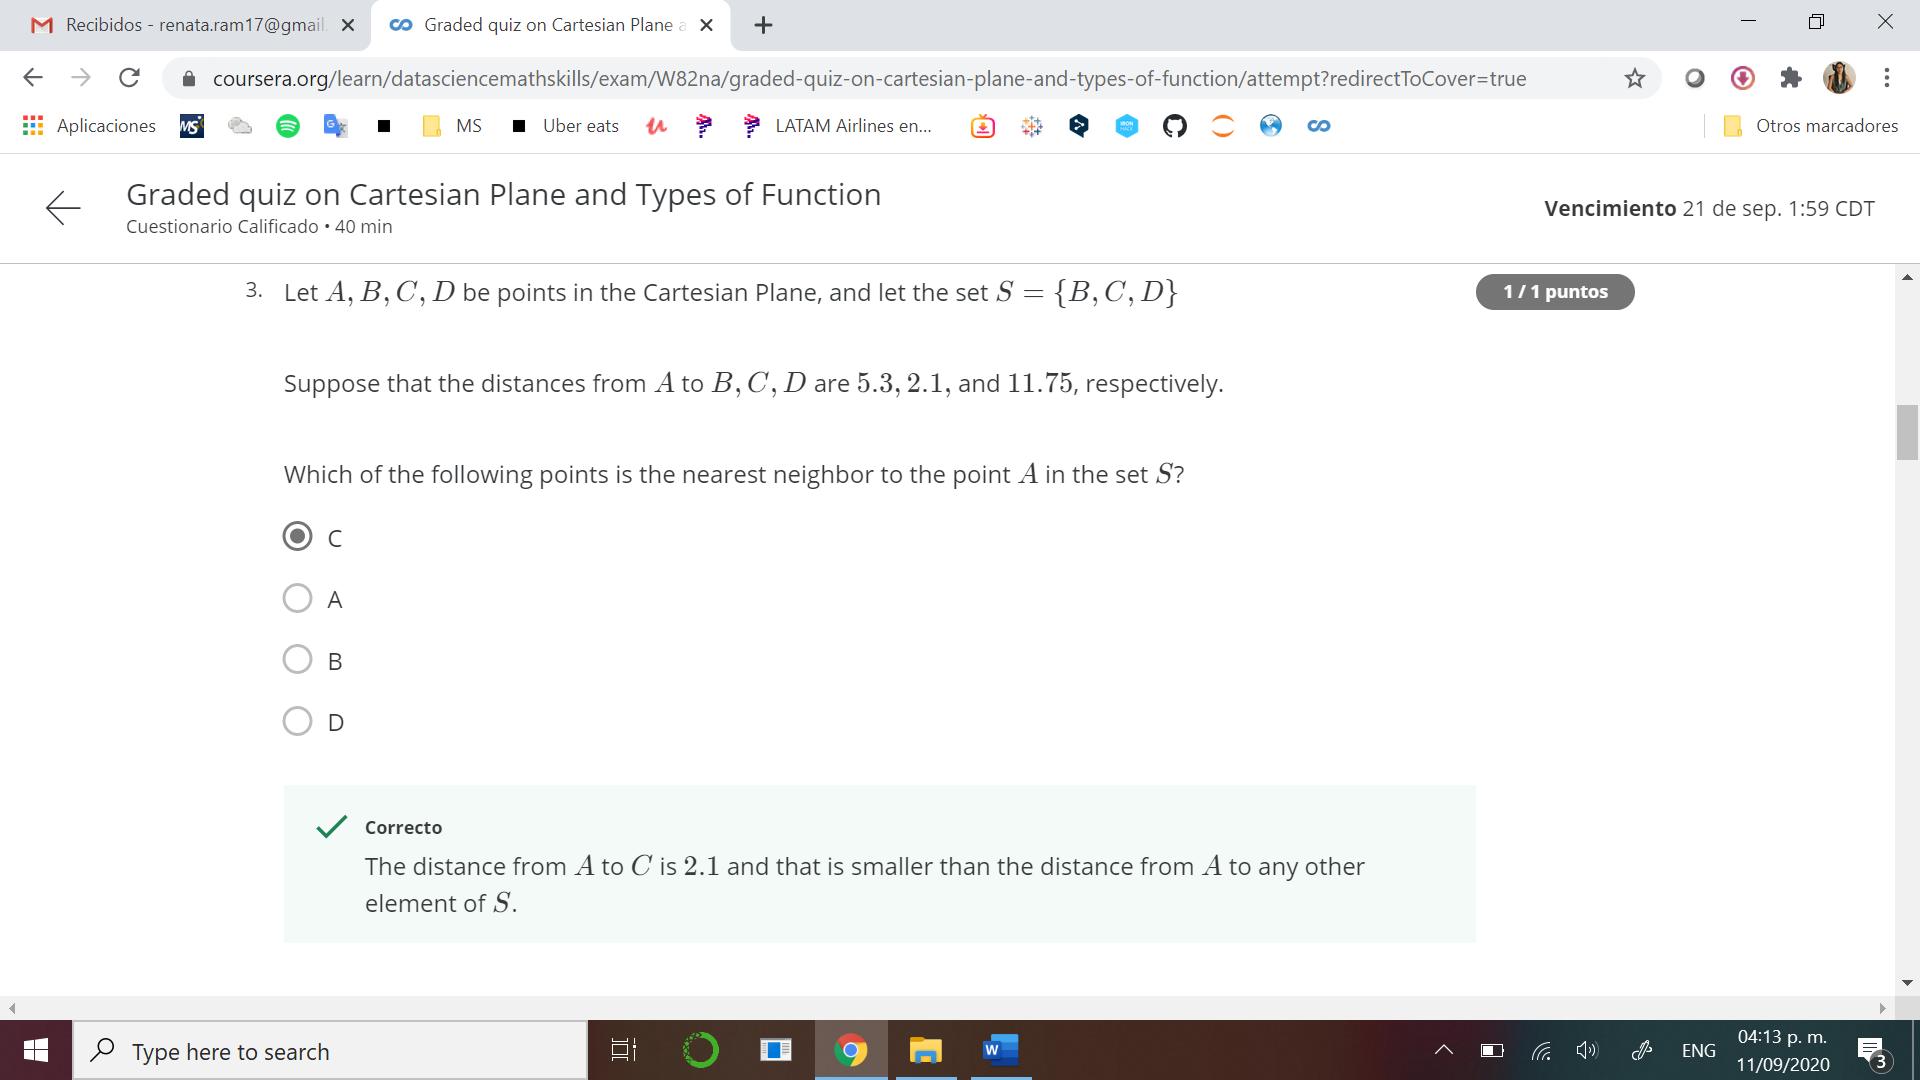 Recibidos - renata.ram17@gmail.
Graded quiz on Cartesian Plane a
coursera.org/learn/datasciencemathskills/exam/W82na/graded-quiz-on-cartesian-plane-and-types-of-function/attempt?redirectToCover=true
Aplicaciones MS Uber eats LATAM Airlines en... Otros marcadores
Graded quiz on Cartesian Plane and Types of Function
Cuestionario Calificado • 40 min
Vencimiento 21 de sep. 1:59 CDT
3. Let A, B, C, D be points in the Cartesian Plane, and let the set S = {B, C, D}
1 / 1 puntos
Suppose that the distances from A to B, C, D are 5.3, 2.1, and 11.75, respectively.
Which of the following points is the nearest neighbor to the point A in the set S?
C
A
B
D
Correcto
The distance from A to C is 2.1 and that is smaller than the distance from A to any other
element of S.
Type here to search
ENG
04:13 p. m.
11/09/2020
3